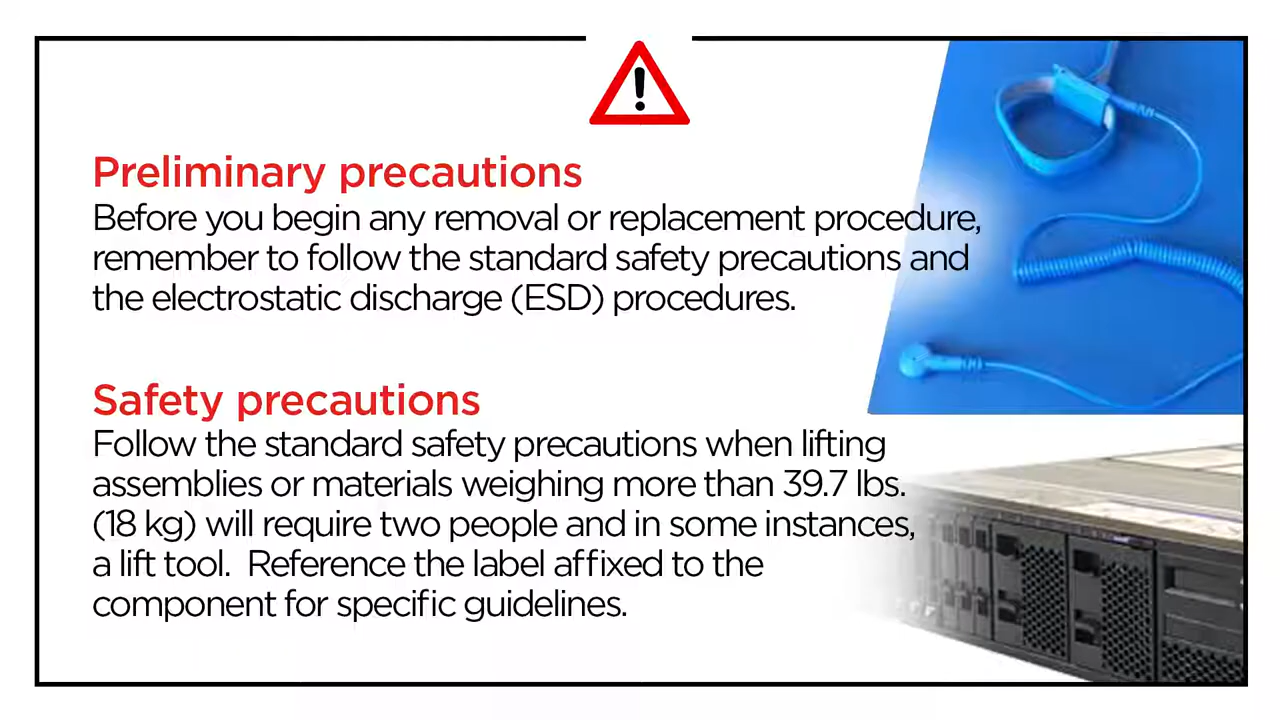 Preliminary precautions
Before you begin any removal or replacement procedure,
remember to follow the standard safety precautions and
the electrostatic discharge (ESD) procedures.
Safety precautions
Follow the standard safety precautions when lifting
assemblies or materials weighing more than 39.7 lbs.
(18 kg) will require two people and in some instances,
a lift tool.  Reference the label affixed to the
component for specific guidelines.